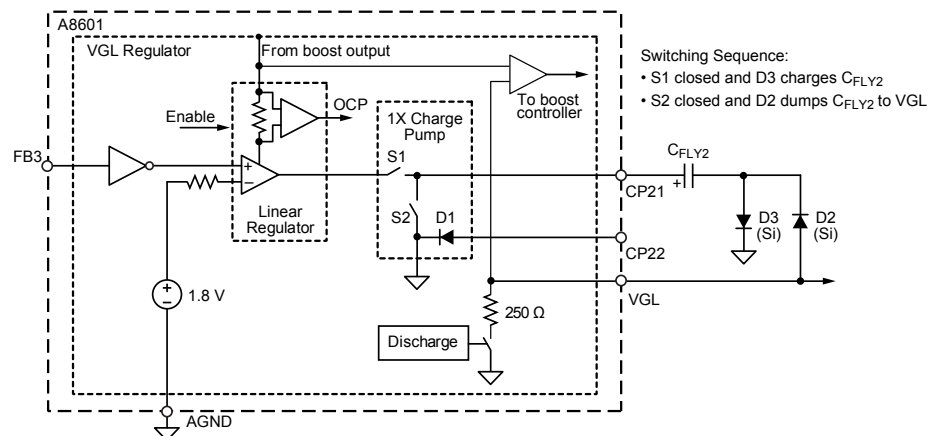 A8601
VGL Regulator
From boost output
Switching Sequence:
• S1 closed and D3 charges CFLY2
• S2 closed and D2 dumps CFLY2 to VGL
To boost
controller
OCP
Enable
1X Charge
Pump
FB3
S1
CFLY2
+
–
+
CP21
Linear
Regulator
S2
D1
D3
(Si)
D2
(Si)
CP22
VGL
+
–
1.8 V
250 Ω
Discharge
AGND